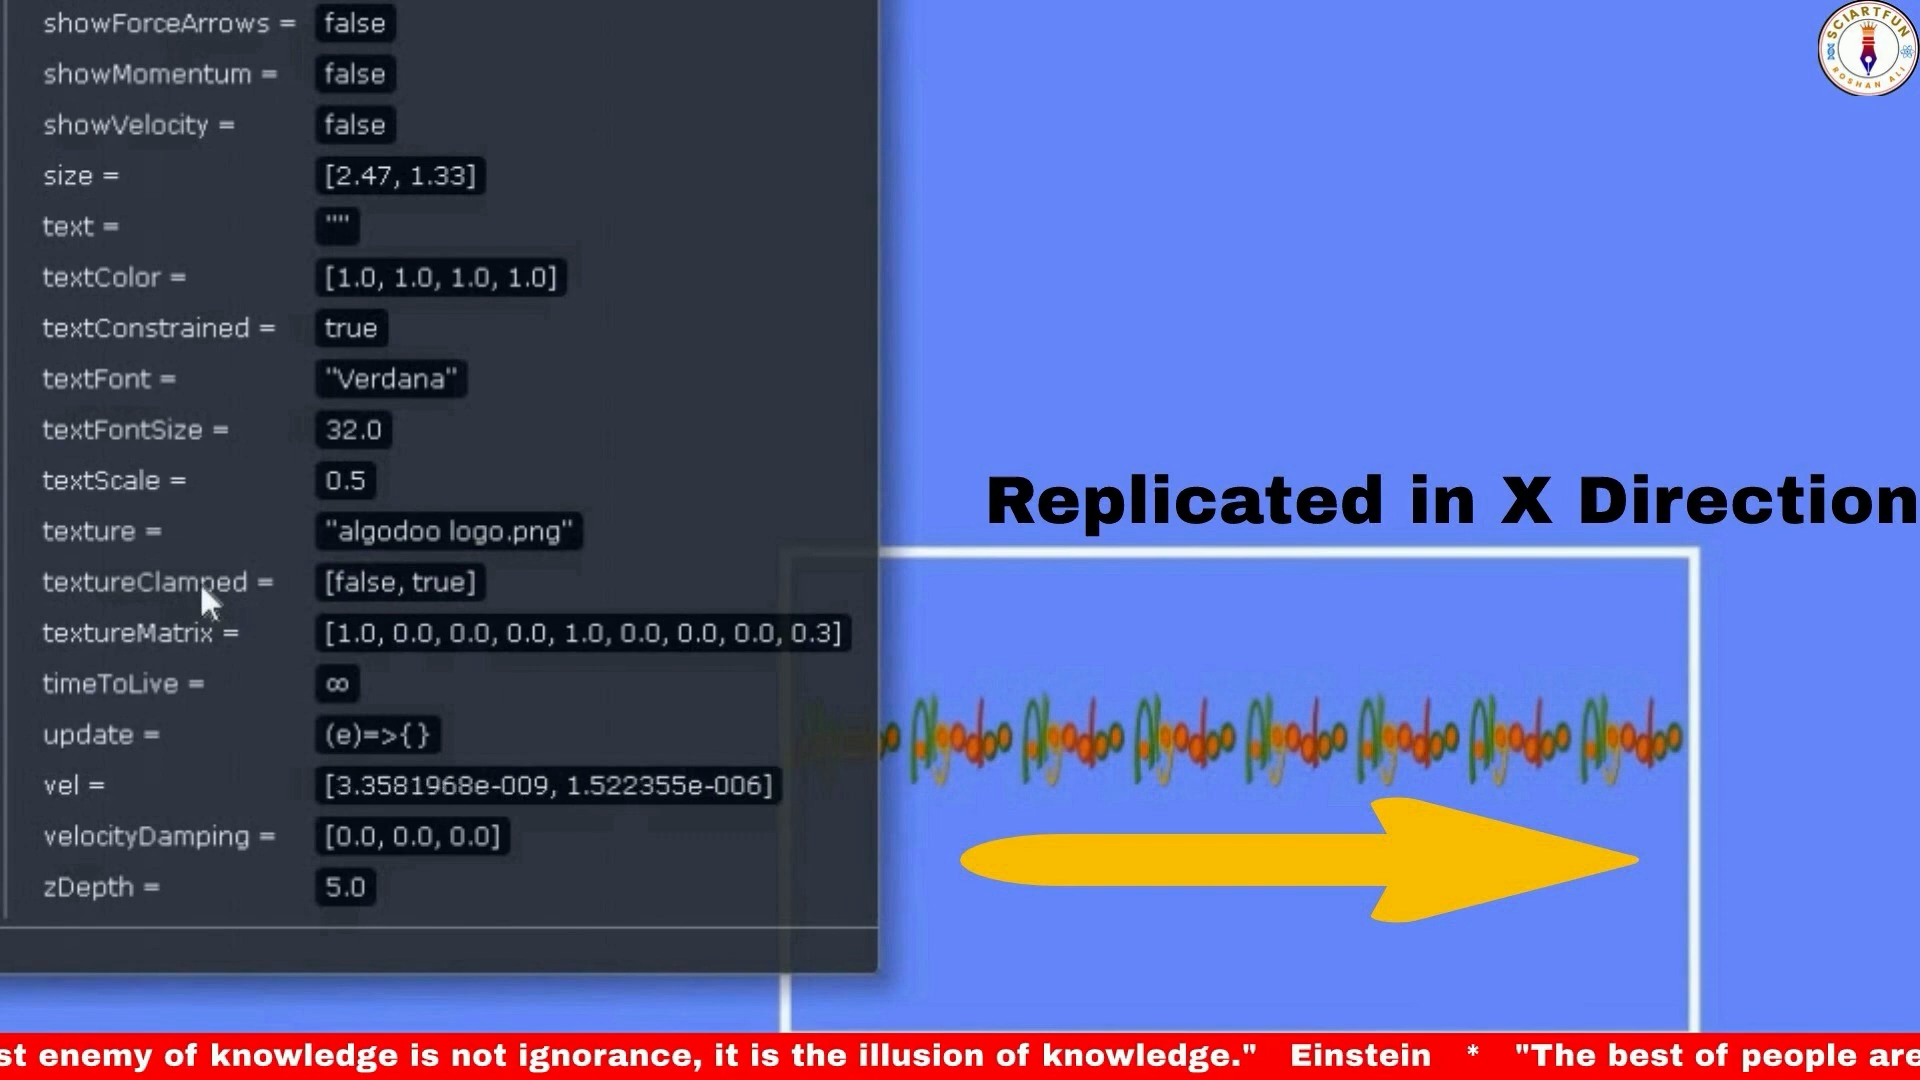 showForceArrows = false
showMomentum = false
showVelocity = false
size = [2.47, 1.33]
text = ""
textColor = [1.0, 1.0, 1.0, 1.0]
textConstrained = true
textFont = "Verdana"
textFontSize = 32.0
textScale = 0.5
texture = "algodoo logo.png"
textureClamped = [false, true]
textureMatrix = [1.0, 0.0, 0.0, 0.0, 1.0, 0.0, 0.0, 0.0, 0.3]
timeToLive = ∞
update = (e)=>{}
vel = [3.3581968e-009, 1.522355e-006]
velocityDamping = [0.0, 0.0, 0.0]
zDepth = 5.0
SCIARTFUN
ROSHAN ALI
Replicated in X Direction
Algodoo Algodoo Algodoo Algodoo Algodoo Algodoo Algodoo
st enemy of knowledge is not ignorance, it is the illusion of knowledge." Einstein * "The best of people are